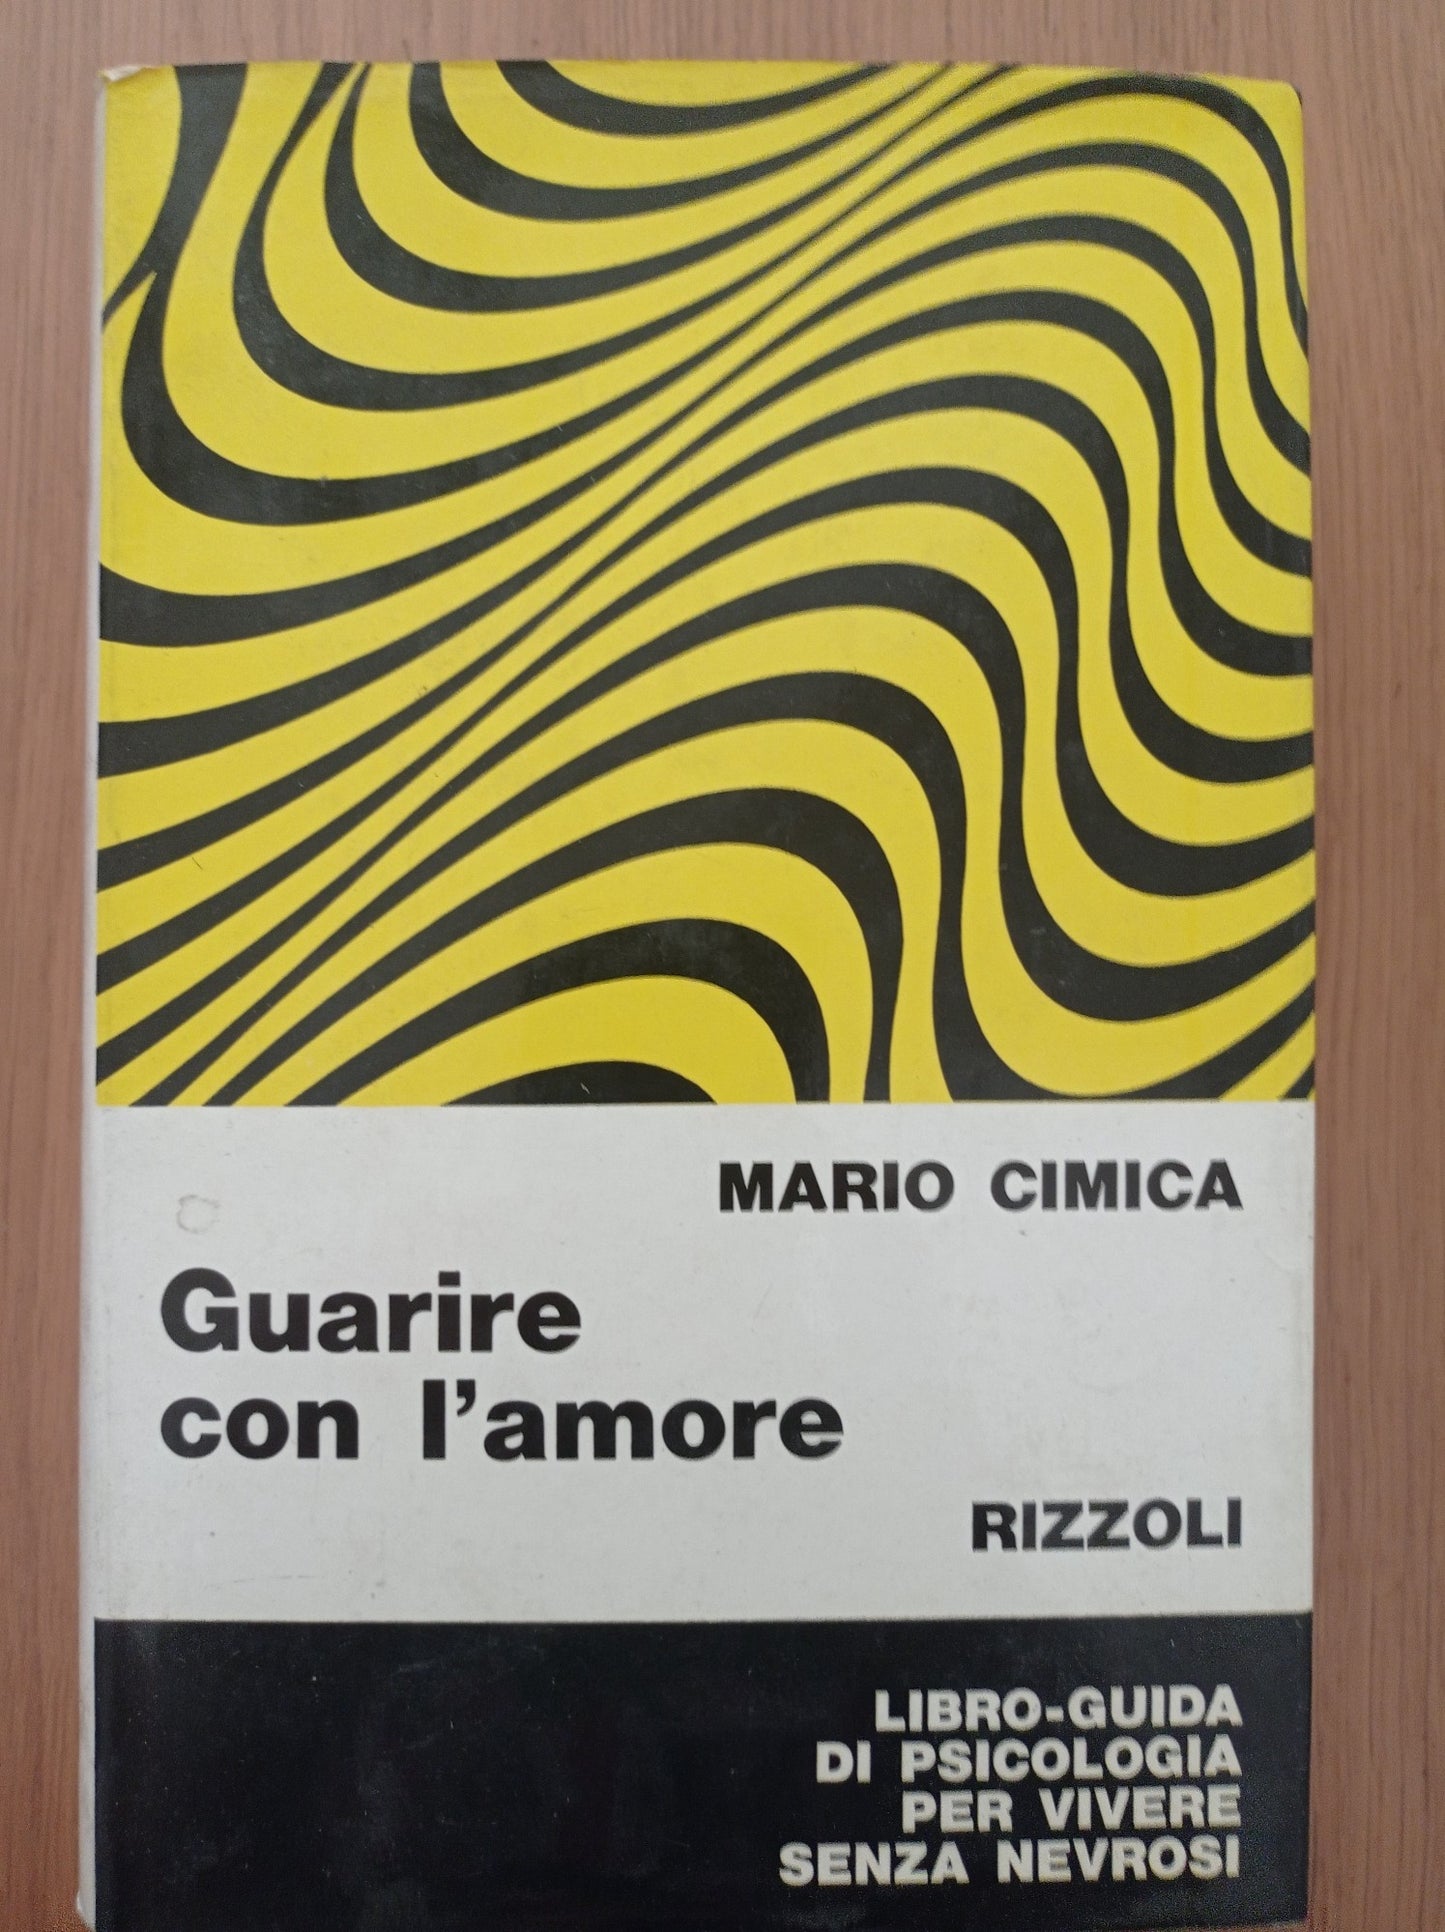 MARIO CIMICA
Guarire
con l'amore
RIZZOLI
LIBRO-GUIDA
DI PSICOLOGIA
PER VIVERE
SENZA NEVROSI